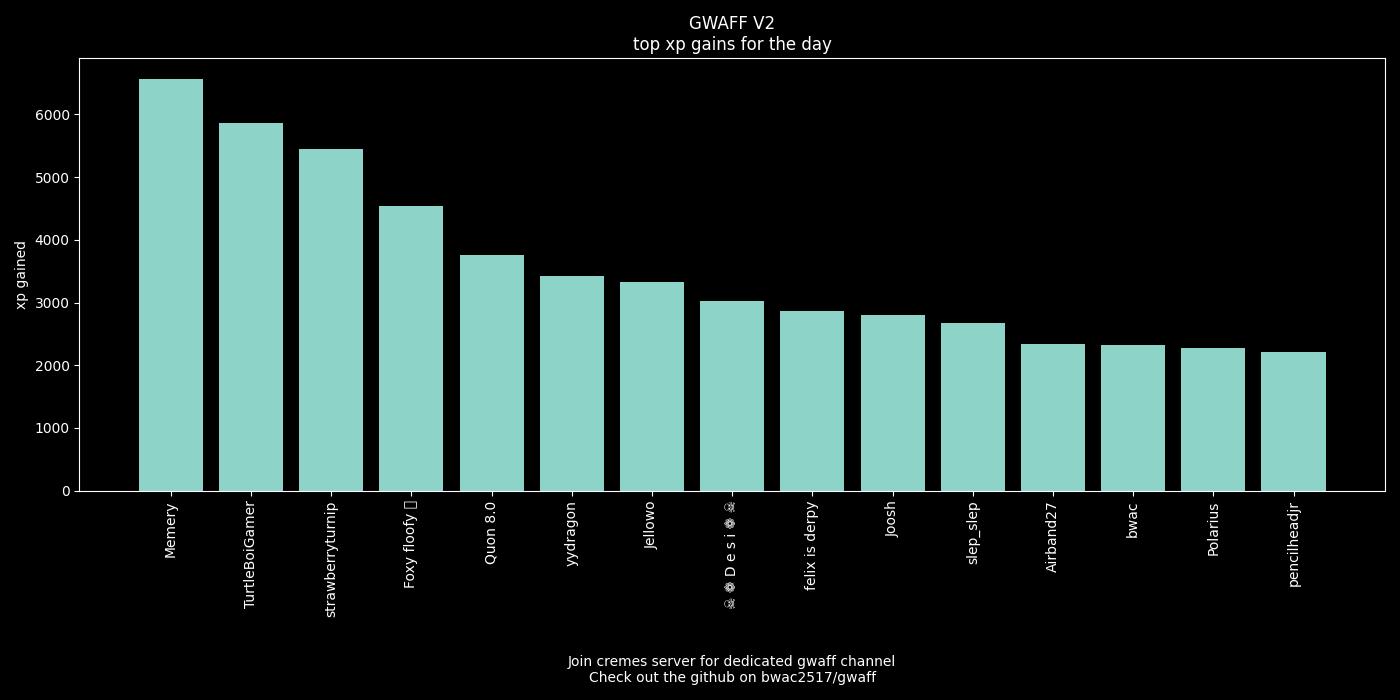 GWAFF V2
top xp gains for the day
xp gained
6000
5000
4000
3000
2000
1000
0
Memery
TurtleBoiGamer
strawberryturnip
Foxy floofy
Quon 8.0
yydragon
Jellowo
☠ ❁ D e s i ❁ ☠
felix is derpy
Joosh
slep_slep
Airband27
bwac
Polarius
pencilheadjr
Join cremes server for dedicated gwaff channel
Check out the github on bwac2517/gwaff